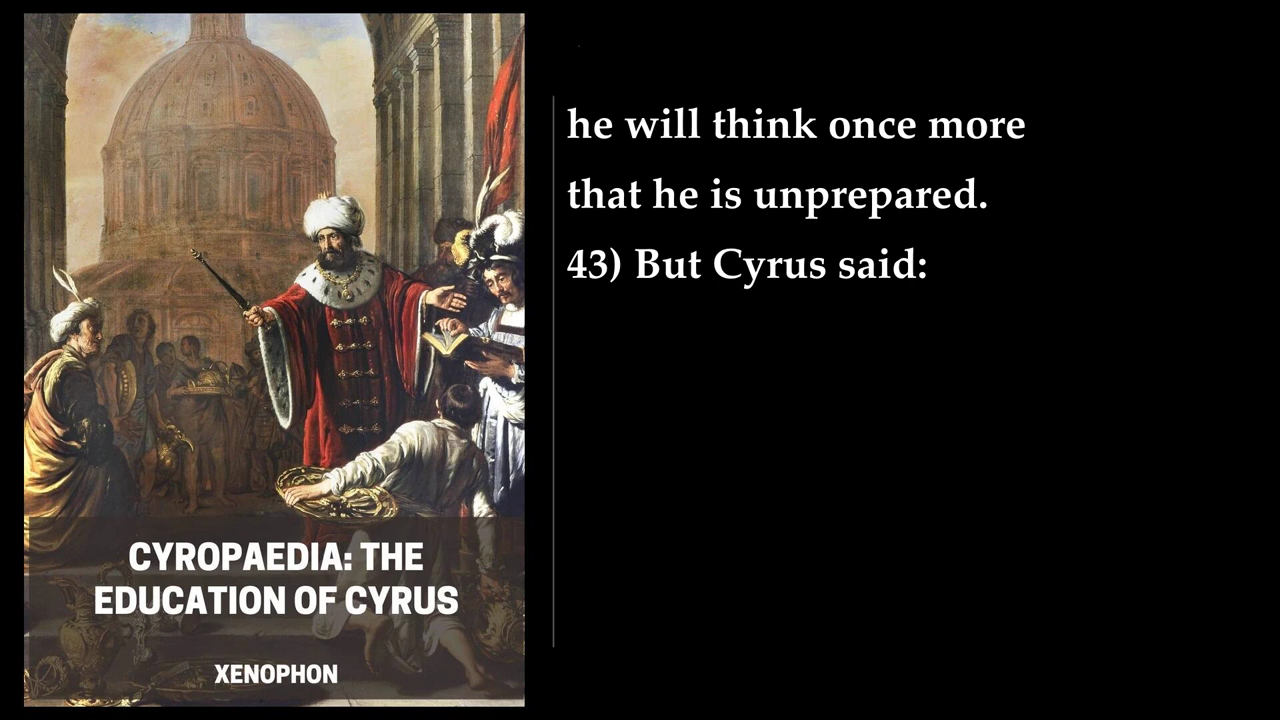 he will think once more
that he is unprepared.
43) But Cyrus said:
CYROPAEDIA: THE
EDUCATION OF CYRUS
XENOPHON